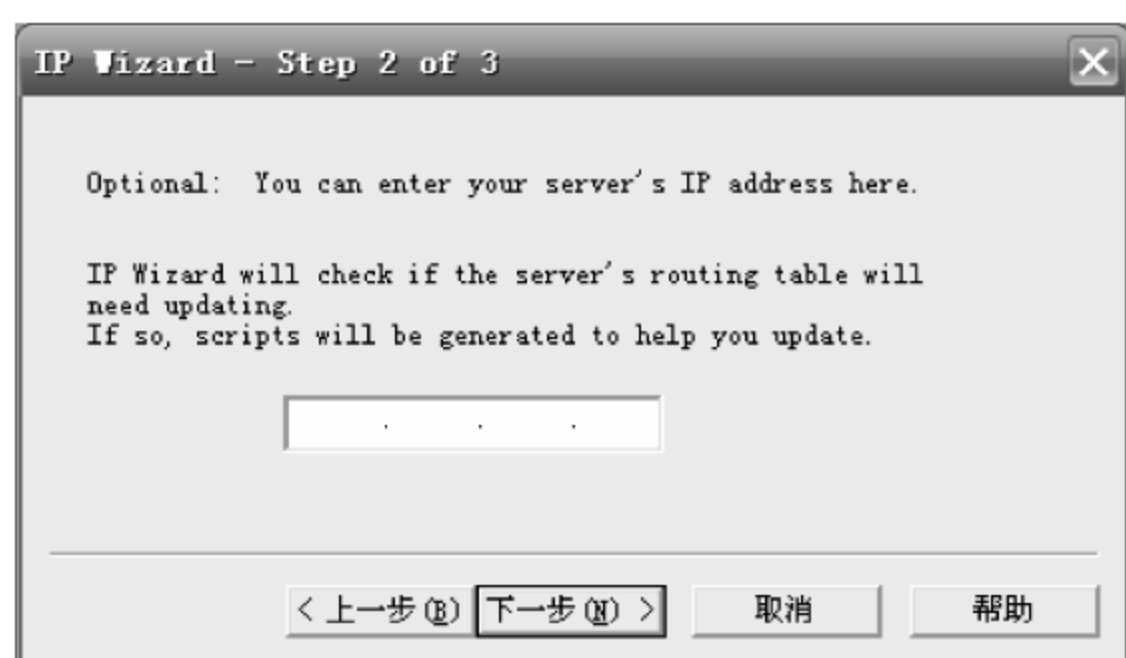 IP Wizard - Step 2 of 3
Optional: You can enter your server's IP address here.
IP Wizard will check if the server's routing table will
need updating.
If so, scripts will be generated to help you update.
. . .
< 上一步(B) 下一步(N) > 取消 帮助